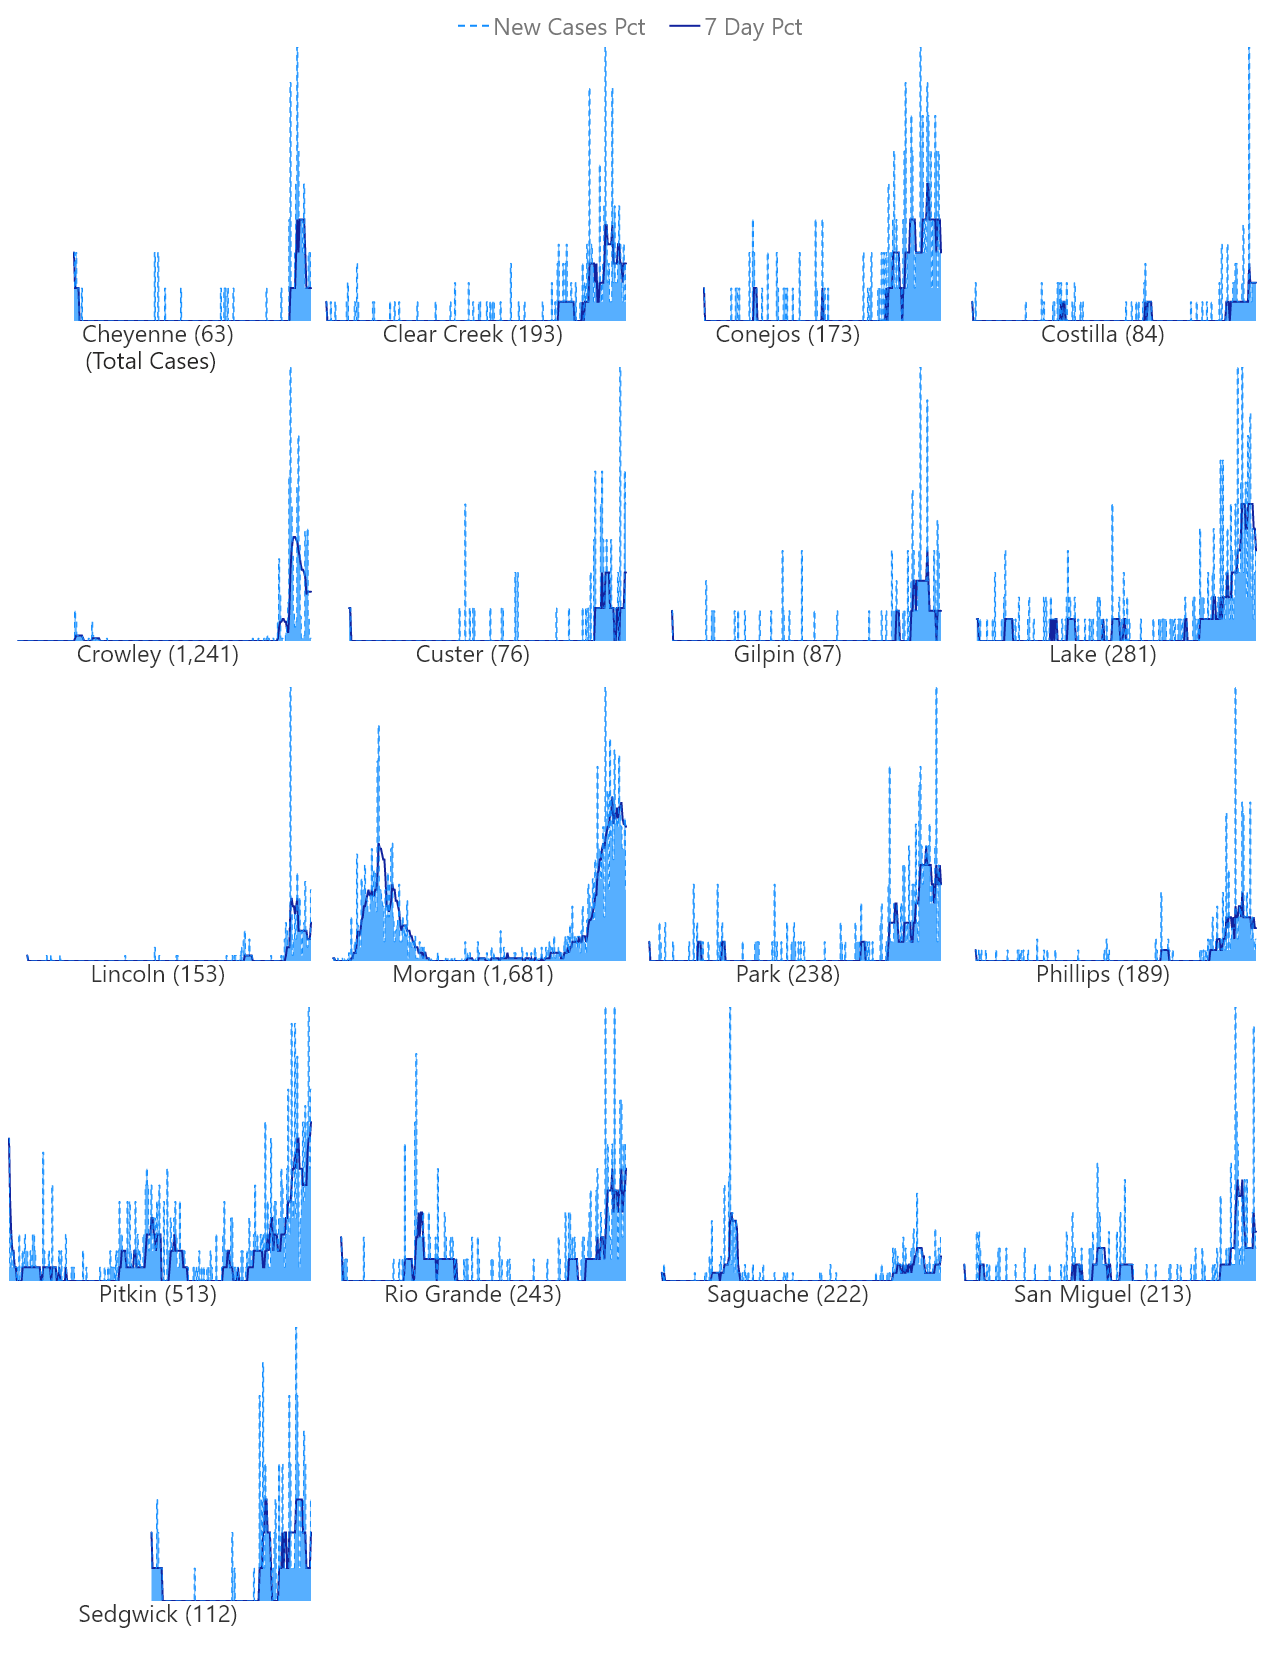 New Cases Pct 7 Day Pct
Cheyenne (63) Clear Creek (193) Conejos (173) Costilla (84)
(Total Cases)
Crowley (1,241) Custer (76) Gilpin (87) Lake (281)
Lincoln (153) Morgan (1,681) Park (238) Phillips (189)
Pitkin (513) Rio Grande (243) Saguache (222) San Miguel (213)
Sedgwick (112)